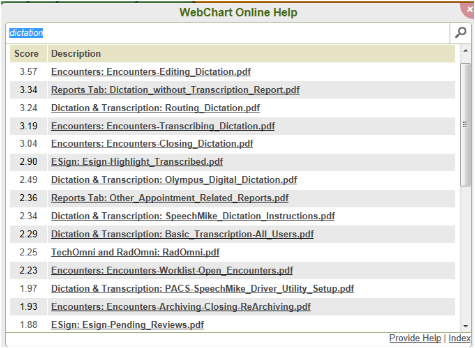 WebChart Online Help
dictation
Score Description
3.57 Encounters: Encounters-Editing_Dictation.pdf
3.34 Reports Tab: Dictation_without_Transcription_Report.pdf
3.24 Dictation & Transcription: Routing_Dictation.pdf
3.19 Encounters: Encounters-Transcribing_Dictation.pdf
3.04 Encounters: Encounters-Closing_Dictation.pdf
2.90 ESign: Esign-Highlight_Transcribed.pdf
2.49 Dictation & Transcription: Olympus_Digital_Dictation.pdf
2.36 Reports Tab: Other_Appointment_Related_Reports.pdf
2.34 Dictation & Transcription: SpeechMike_Dictation_Instructions.pdf
2.29 Dictation & Transcription: Basic_Transcription-All_Users.pdf
2.25 TechOmni and RadOmni: RadOmni.pdf
2.23 Encounters: Encounters-Worklist-Open_Encounters.pdf
1.97 Dictation & Transcription: PACS-SpeechMike_Driver_Utility_Setup.pdf
1.93 Encounters: Encounters-Archiving-Closing-ReArchiving.pdf
1.88 ESign: Esign-Pending_Reviews.pdf
Provide Help | Index